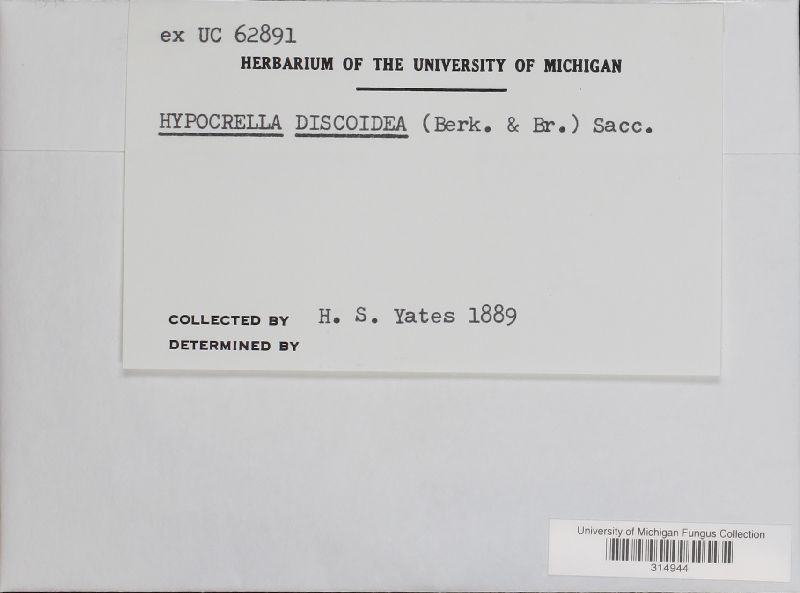 ex UC 62891
HERBARIUM OF THE UNIVERSITY OF MICHIGAN
HYPOCRELLA DISCOIDEA (Berk. & Br.) Sacc.
COLLECTED BY H. S. Yates 1889
DETERMINED BY
University of Michigan Fungus Collection
314944